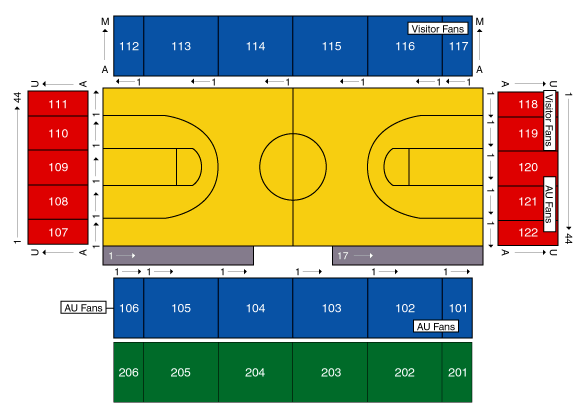 M
M
Visitor Fans
112 113 114 115 116 117
A
A
←1 ←1 ←1 ←1 ←1 ←1
U ← A
A → U
44
1
111
110
109
108
107
1
1
1
1
1
1
1
1
1
1
118
119
120
121
122
Visitor Fans
AU Fans
1
44
U ← A
A → U
1 →
17 →
1 → 1 → 1 → 1 → 1 → 1 →
AU Fans
106 105 104 103 102 101
AU Fans
206 205 204 203 202 201